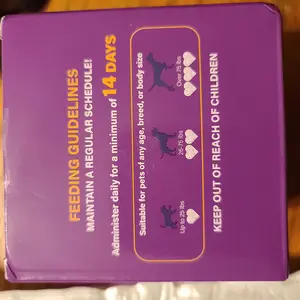 FEEDING GUIDELINES
MAINTAIN A REGULAR SCHEDULE!
Administer daily for a minimum of 14 DAYS
Suitable for pets of any age, breed, or body size
Up to 25 lbs
26-75 lbs
Over 75 lbs
KEEP OUT OF REACH OF CHILDREN